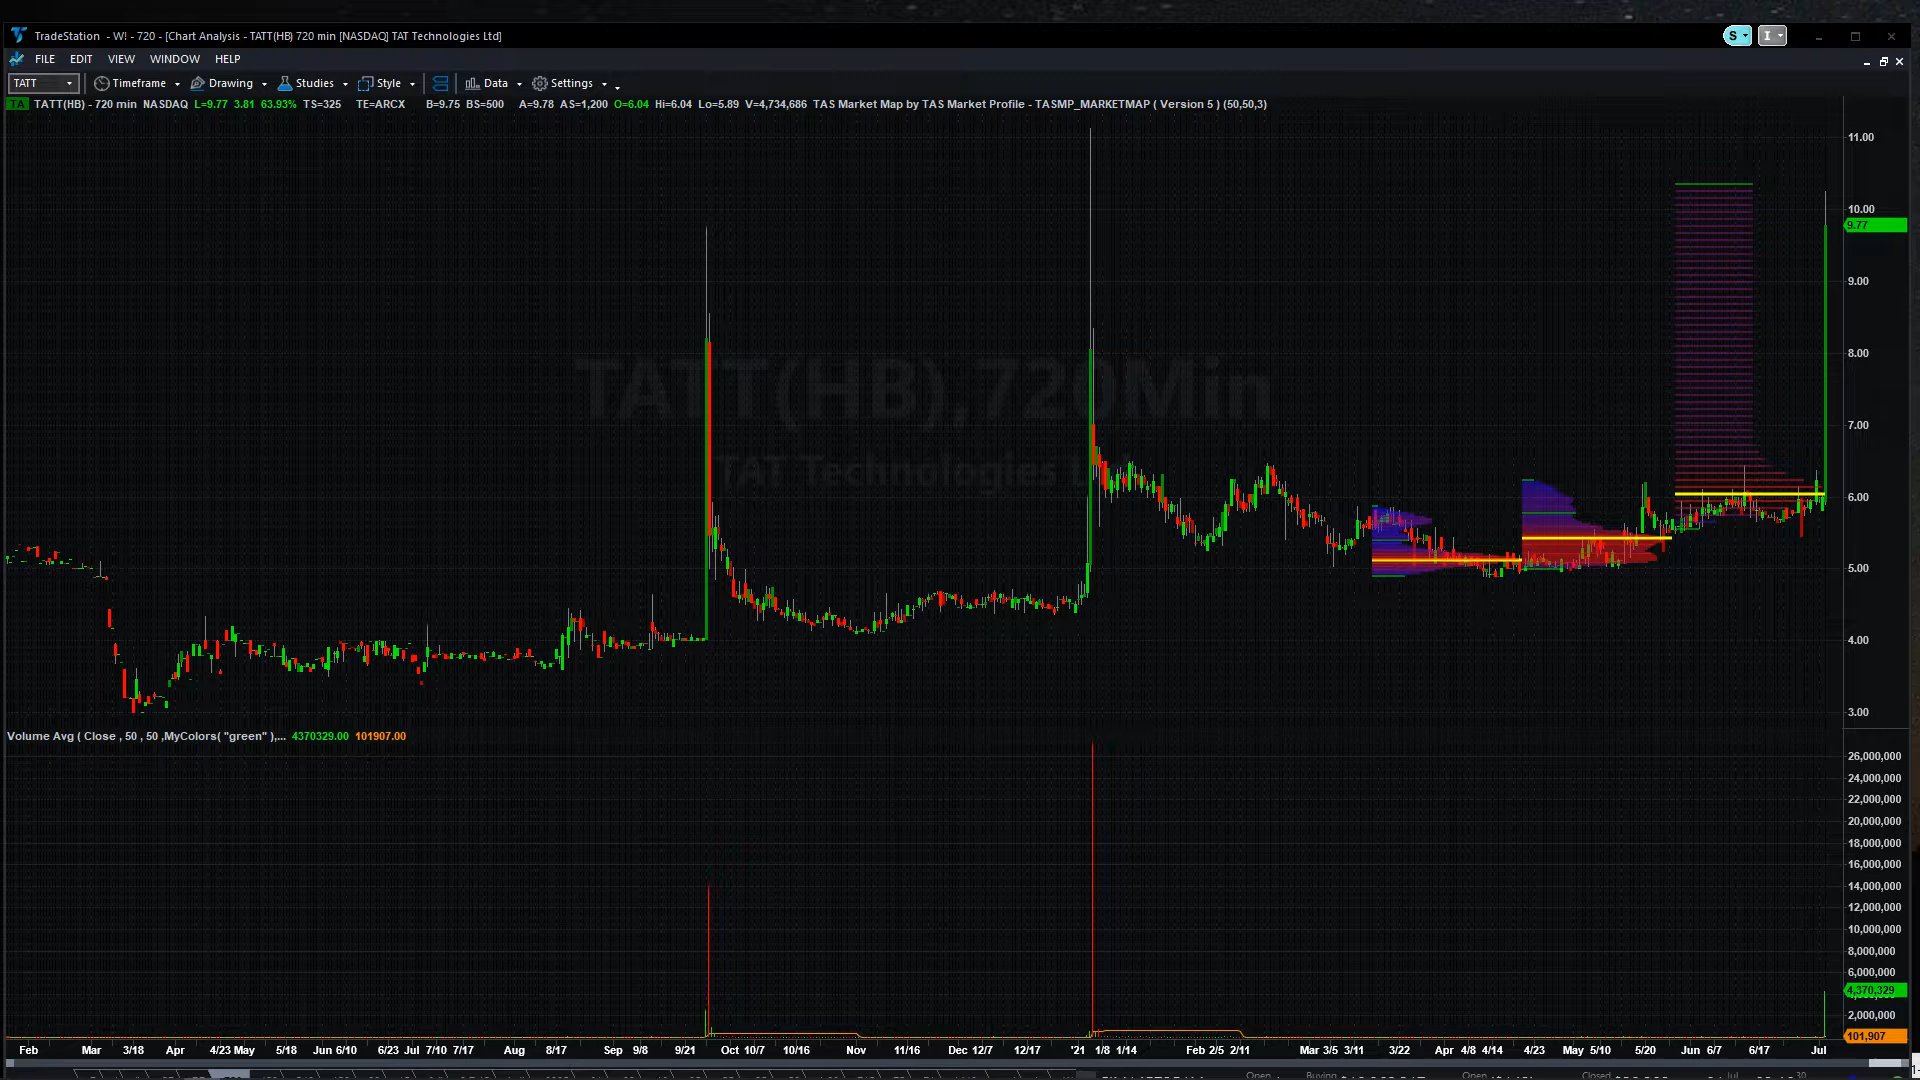 TradeStation - W! - 720 - [Chart Analysis - TATT(HB) 720 min [NASDAQ] TAT Technologies Ltd]
S I
FILE EDIT VIEW WINDOW HELP
TATT Timeframe Drawing Studies Style Data Settings
TA TATT(HB) - 720 min NASDAQ L=9.77 3.81 63.93% TS=325 TE=ARCX B=9.75 BS=500 A=9.78 AS=1,200 O=6.04 Hi=6.04 Lo=5.89 V=4,734,686 TAS Market Map by TAS Market Profile - TASMP_MARKETMAP ( Version 5 ) (50,50,3)
11.00
10.00
9.77
9.00
8.00
TATT(HB),720Min
7.00
TAT Technologies Ltd
6.00
5.00
4.00
3.00
Volume Avg ( Close , 50 , 50 ,MyColors( "green" ),... 4370329.00 101907.00
26,000,000
24,000,000
22,000,000
20,000,000
18,000,000
16,000,000
14,000,000
12,000,000
10,000,000
8,000,000
6,000,000
4,370,329
2,000,000
101,907
Feb Mar 3/18 Apr 4/23 May 5/18 Jun 6/10 6/23 Jul 7/10 7/17 Aug 8/17 Sep 9/8 9/21 Oct 10/7 10/16 Nov 11/16 Dec 12/7 12/17 '21 1/8 1/14 Feb 2/5 2/11 Mar 3/5 3/11 3/22 Apr 4/8 4/14 4/23 May 5/10 5/20 Jun 6/7 6/17 Jul